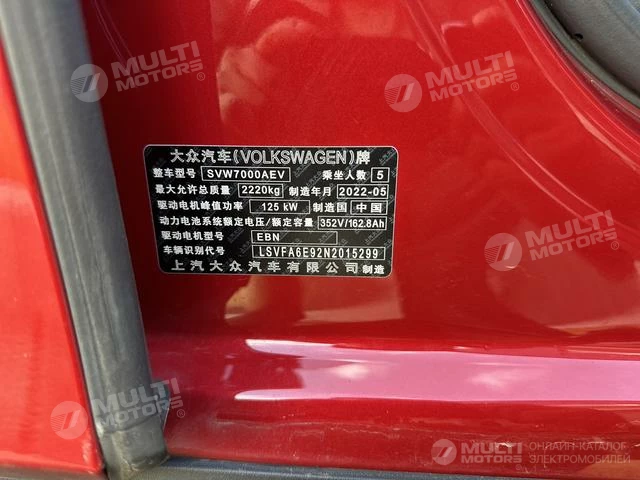 MULTI
MOTORS®
MULTI
MOTORS®
大众汽车(VOLKSWAGEN)牌
整车型号 SVW7000AEV 乘坐人数 5
最大允许总质量 2220kg 制造年月 2022-05
驱动电机峰值功率 125 kW 制造国 中国
动力电池系统额定电压/额定容量 352V/162.8Ah
驱动电机型号 EBN
车辆识别代号 LSVFA6E92N2015299
上汽大众汽车有限公司 制造
MULTI
MOTORS®
MULTI
MOTORS®
MULTI
MOTORS®
ОНЛАЙН-КАТАЛОГ
ЭЛЕКТРОМОБИЛЕЙ